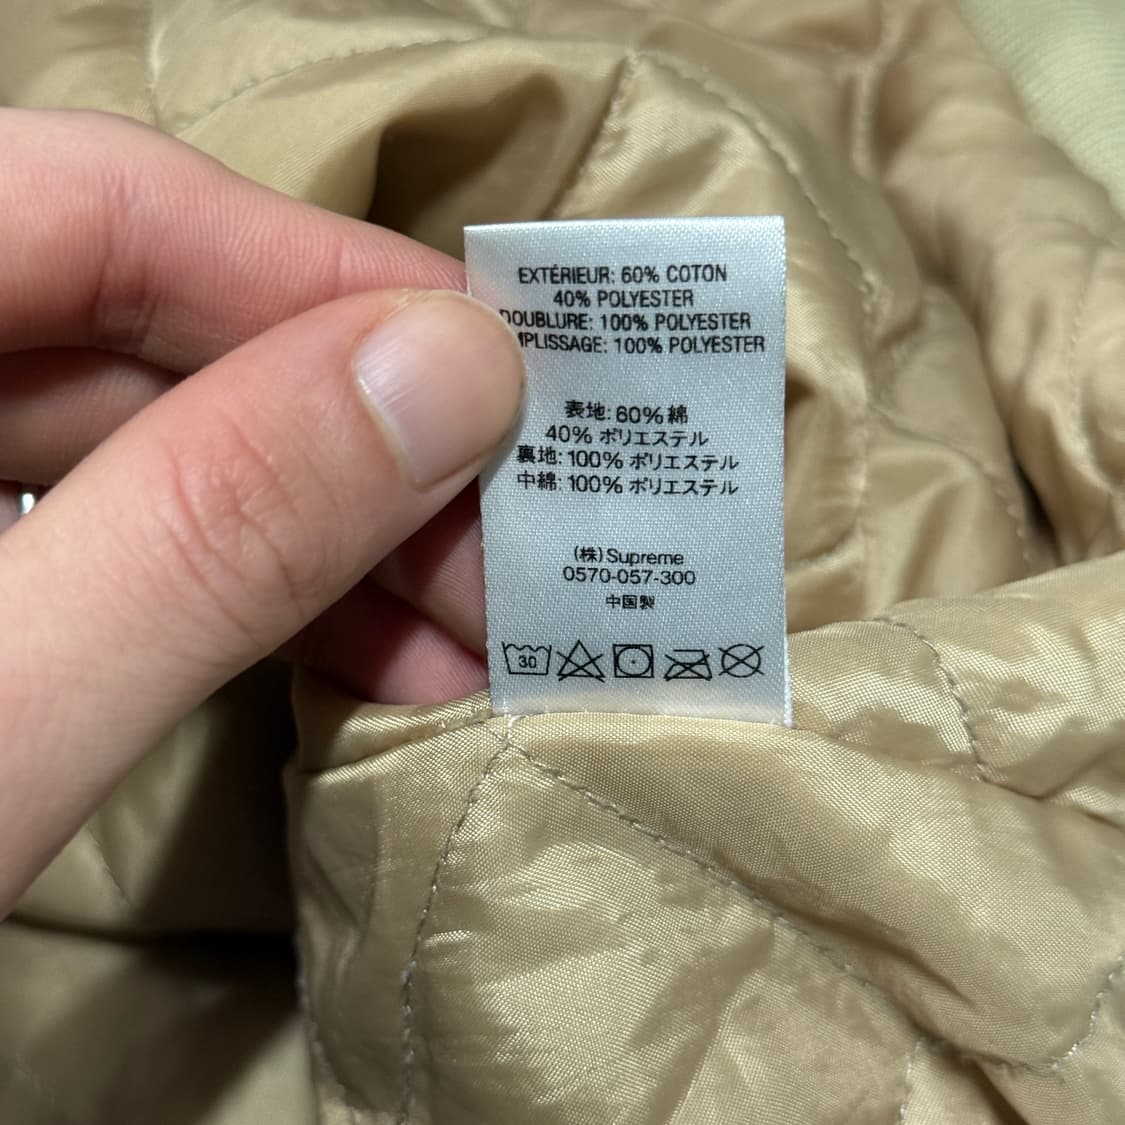 EXTÉRIEUR: 60% COTON
40% POLYESTER
DOUBLURE: 100% POLYESTER
MPLISSAGE: 100% POLYESTER
表地: 60% 綿
40% ポリエステル
裏地: 100% ポリエステル
中綿: 100% ポリエステル
(株) Supreme
0570-057-300
中国製
30